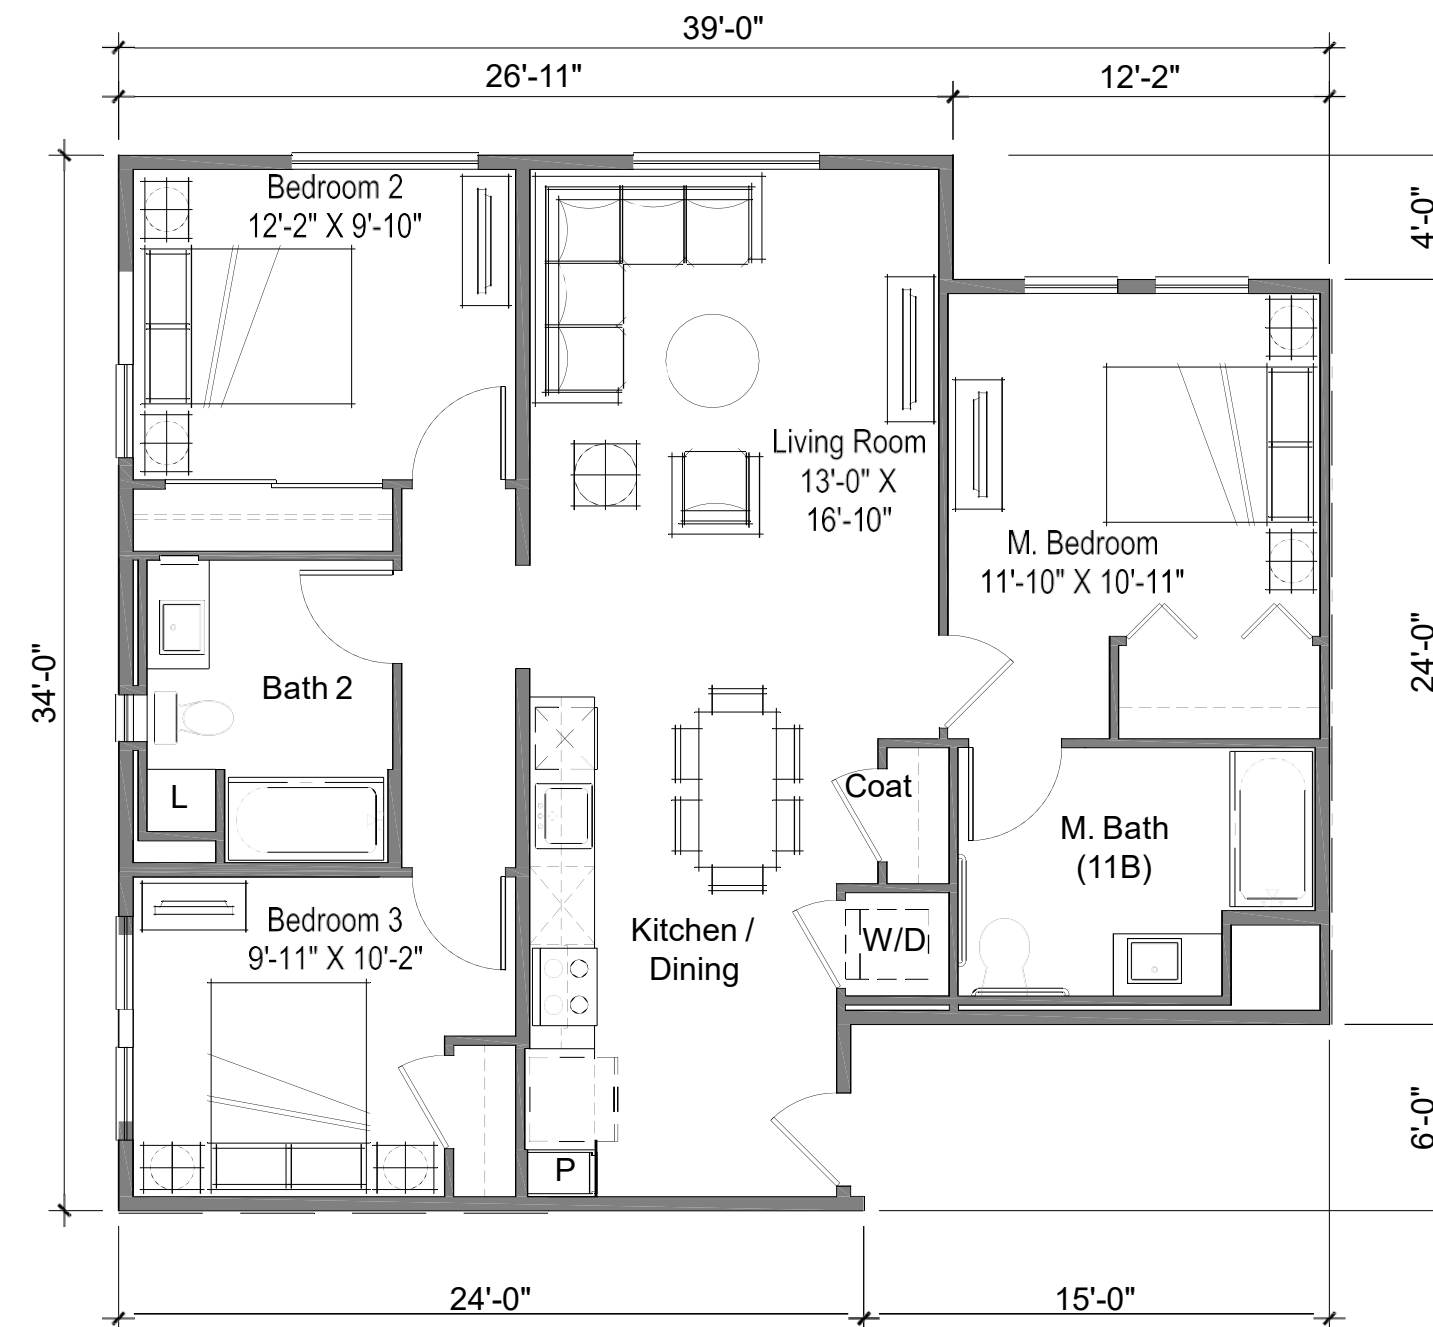 39'-0"
26'-11"
12'-2"
Bedroom 2
12'-2" X 9'-10"
4'-0"
Living Room
13'-0" X
16'-10"
M. Bedroom
11'-10" X 10'-11"
34'-0"
24'-0"
Bath 2
L
Coat
M. Bath
(11B)
Bedroom 3
9'-11" X 10'-2"
Kitchen /
Dining
W/D
6'-0"
P
24'-0"
15'-0"